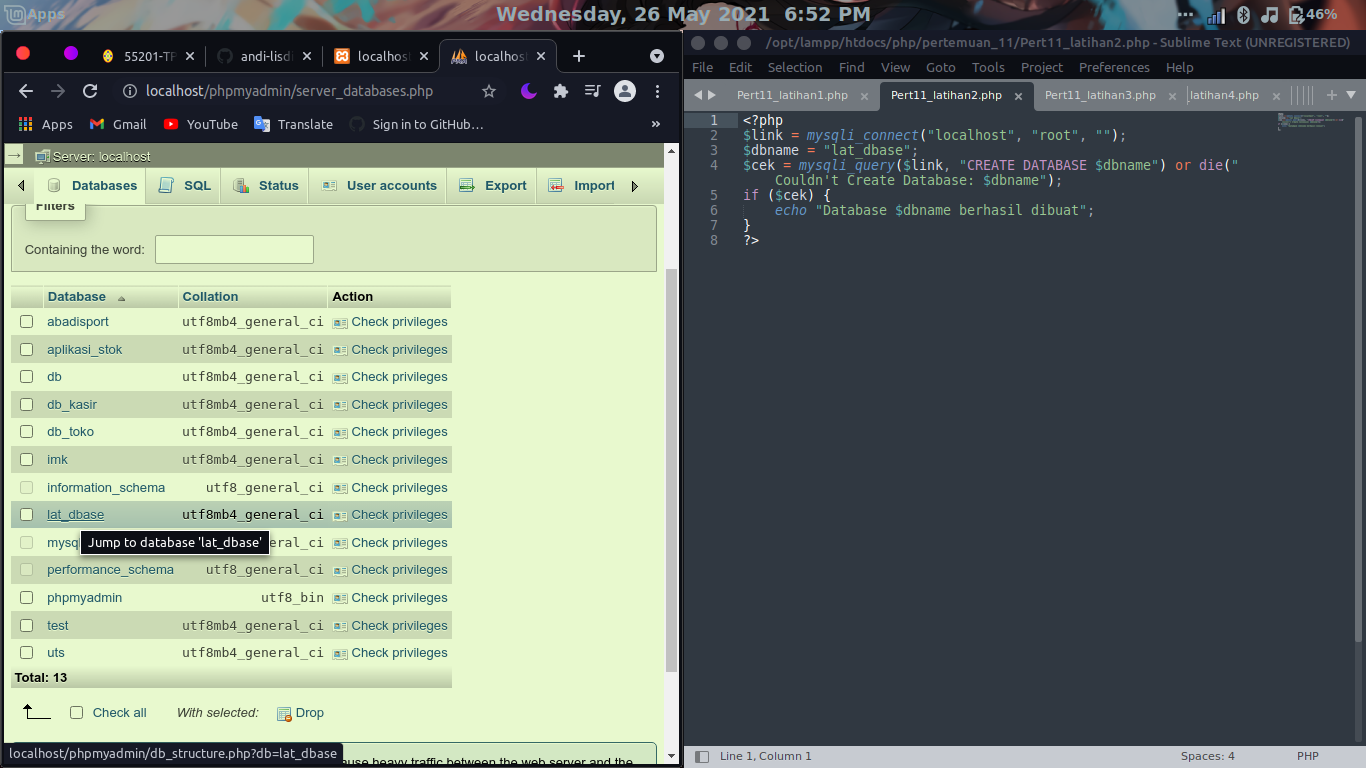 Apps
Wednesday, 26 May 2021 6:52 PM
46%
55201-TP
andi-lisdi
localhos
localhos
localhost/phpmyadmin/server_databases.php
Apps
Gmail
YouTube
Translate
Sign in to GitHub...
»
Server: localhost
Databases
SQL
Status
User accounts
Export
Import
Filters
Containing the word:
Database Collation Action
abadisport utf8mb4_general_ci Check privileges
aplikasi_stok utf8mb4_general_ci Check privileges
db utf8mb4_general_ci Check privileges
db_kasir utf8mb4_general_ci Check privileges
db_toko utf8mb4_general_ci Check privileges
imk utf8mb4_general_ci Check privileges
information_schema utf8_general_ci Check privileges
lat_dbase utf8mb4_general_ci Check privileges
mysq eral_ci Check privileges
Jump to database 'lat_dbase'
performance_schema utf8_general_ci Check privileges
phpmyadmin utf8_bin Check privileges
test utf8mb4_general_ci Check privileges
uts utf8mb4_general_ci Check privileges
Total: 13
Check all With selected: Drop
localhost/phpmyadmin/db_structure.php?db=lat_dbase
ause heavy traffic between the web server and the
/opt/lampp/htdocs/php/pertemuan_11/Pert11_latihan2.php - Sublime Text (UNREGISTERED)
File Edit Selection Find View Goto Tools Project Preferences Help
Pert11_latihan1.php
Pert11_latihan2.php
Pert11_latihan3.php
latihan4.php
1 <?php
2 $link = mysqli_connect("localhost", "root", "");
3 $dbname = "lat_dbase";
4 $cek = mysqli_query($link, "CREATE DATABASE $dbname") or die("
Couldn't Create Database: $dbname");
5 if ($cek) {
6 echo "Database $dbname berhasil dibuat";
7 }
8 ?>
Line 1, Column 1
Spaces: 4
PHP